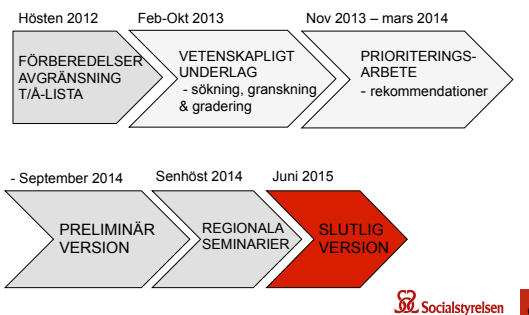 Hösten 2012
Feb-Okt 2013
Nov 2013 – mars 2014
FÖRBEREDELSER
AVGRÄNSNING
T/Å-LISTA
VETENSKAPLIGT
UNDERLAG
- sökning, granskning
& gradering
PRIORITERINGS-
ARBETE
- rekommendationer
- September 2014
Senhöst 2014
Juni 2015
PRELIMINÄR
VERSION
REGIONALA
SEMINARIER
SLUTLIG
VERSION
Socialstyrelsen